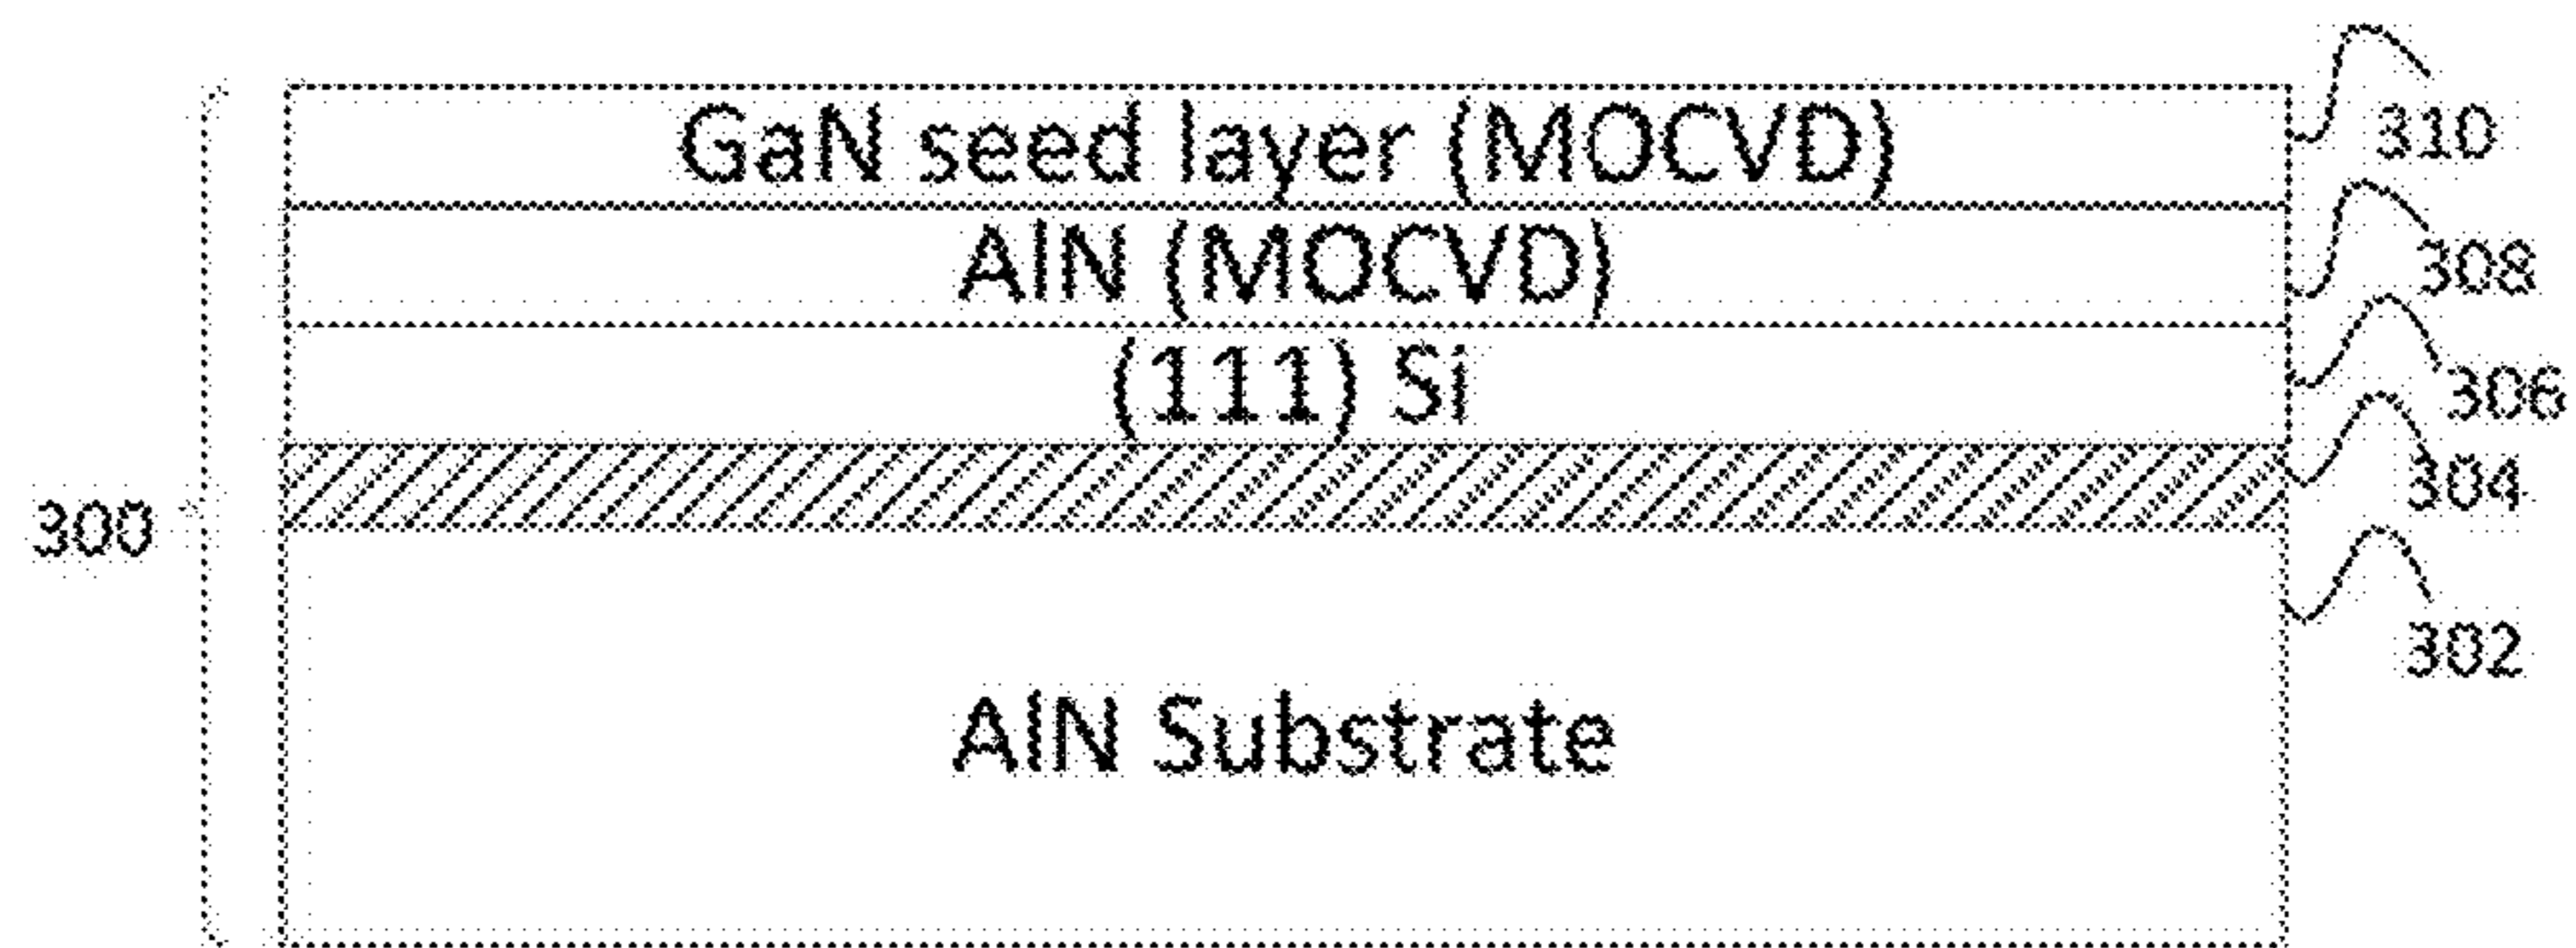 GaN seed layer (MOCVD)
310
AlN (MOCVD)
308
(111) Si
306
304
300
302
AlN Substrate